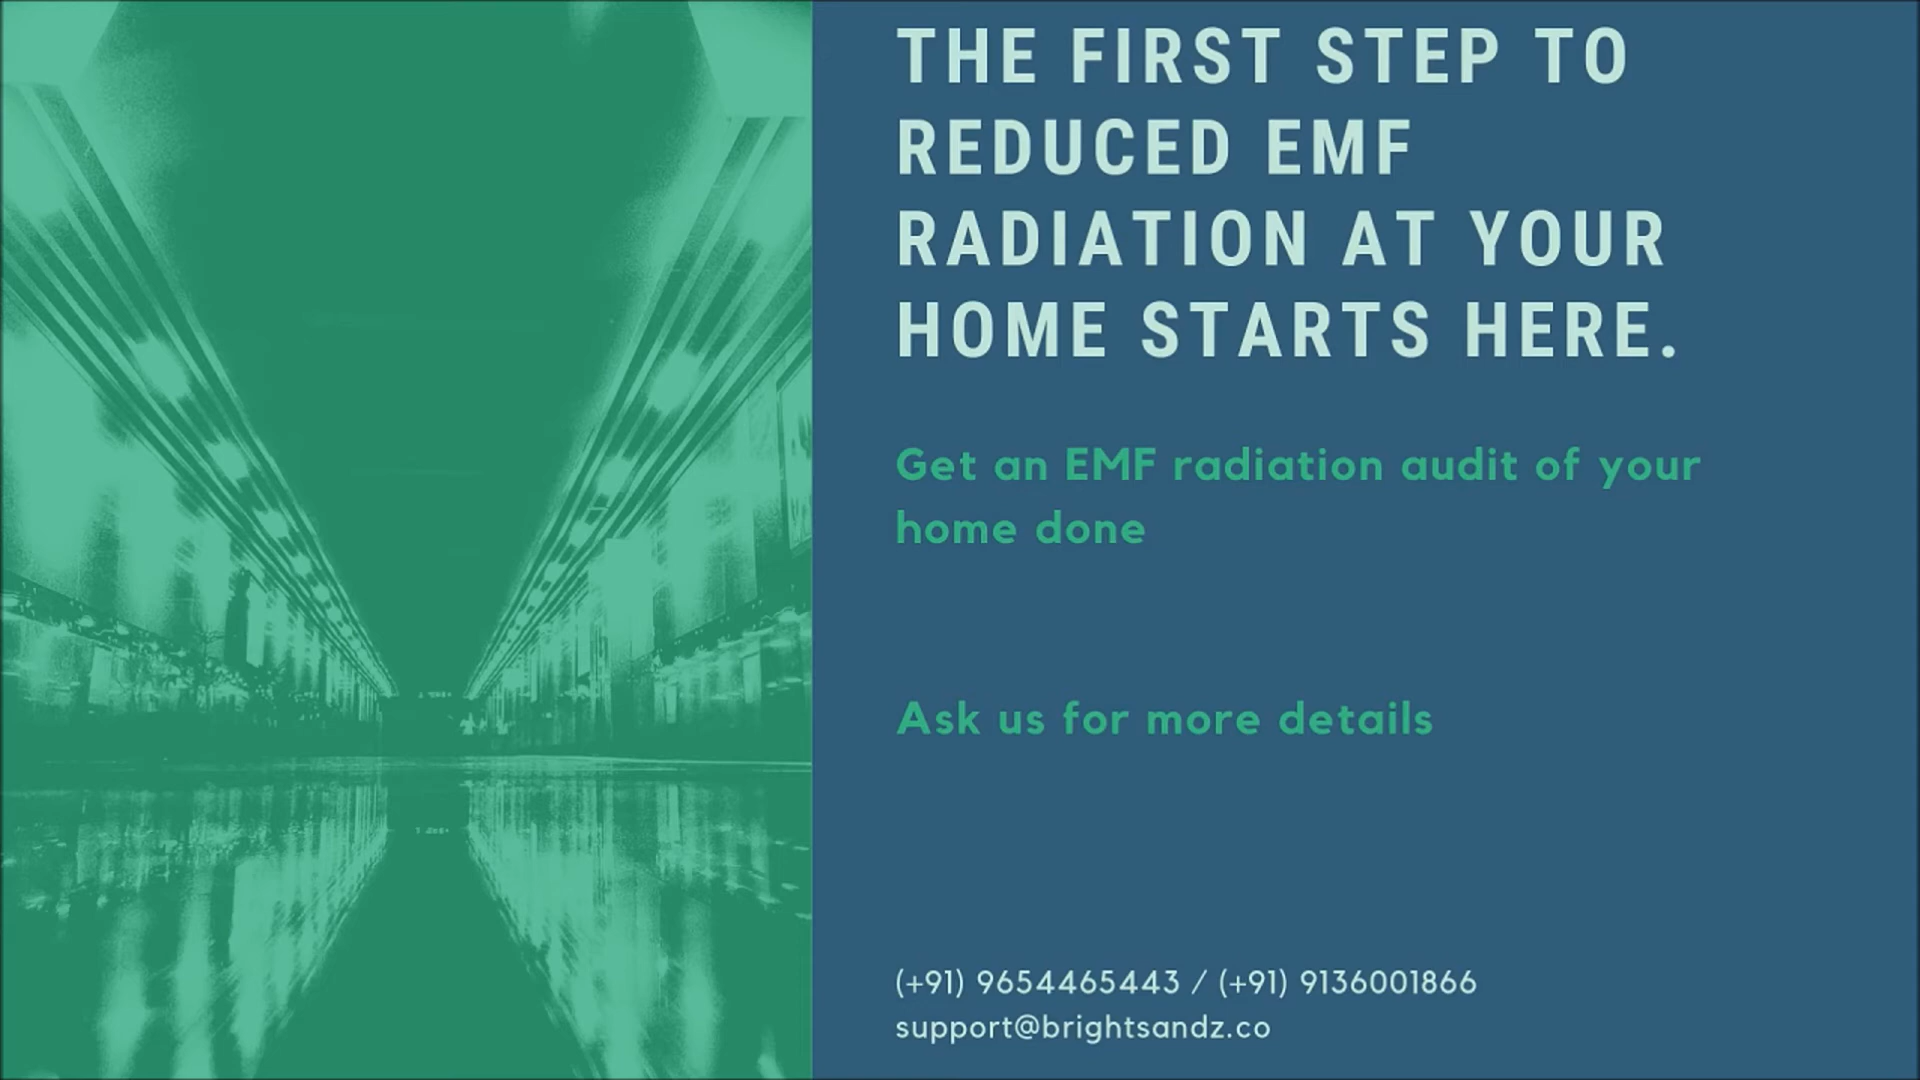 THE FIRST STEP TO
REDUCED EMF
RADIATION AT YOUR
HOME STARTS HERE.
Get an EMF radiation audit of your
home done
Ask us for more details
(+91) 9654465443 / (+91) 9136001866
support@brightsandz.co